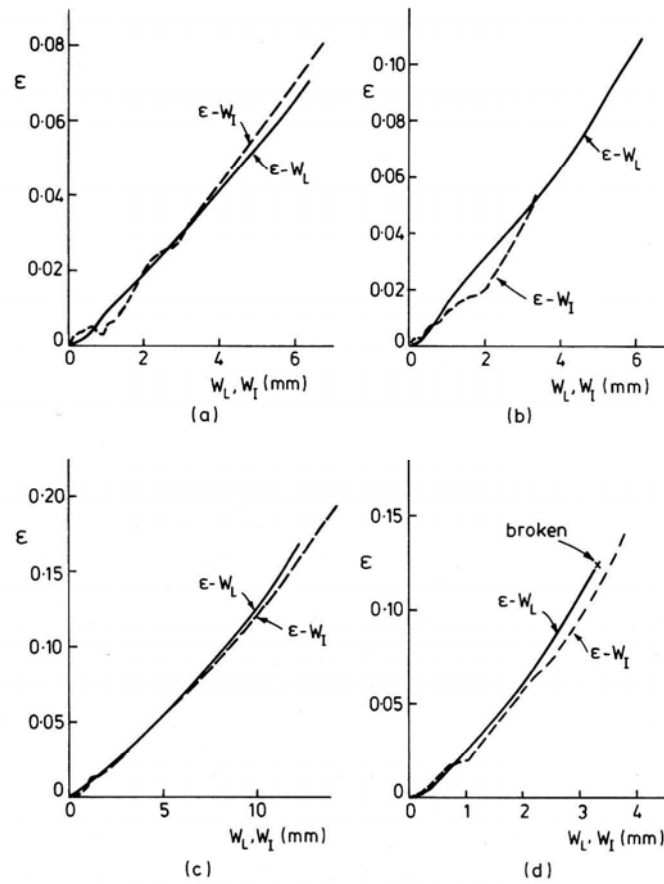 0·08
ε
0.06
0.04
0.02
0
0
2
4
6
W_L, W_I (mm)
ε-W_I
ε-W_L
(a)
0·10
ε
0.08
0.06
0.04
0.02
0
0
2
4
6
W_L, W_I (mm)
ε-W_L
ε-W_I
(b)
0.20
ε
0.15
0.10
0.05
0
0
5
10
W_L, W_I (mm)
ε-W_L
ε-W_I
(c)
0.15
ε
0.10
0.05
0
0
1
2
3
4
W_L, W_I (mm)
broken
ε-W_L
ε-W_I
(d)